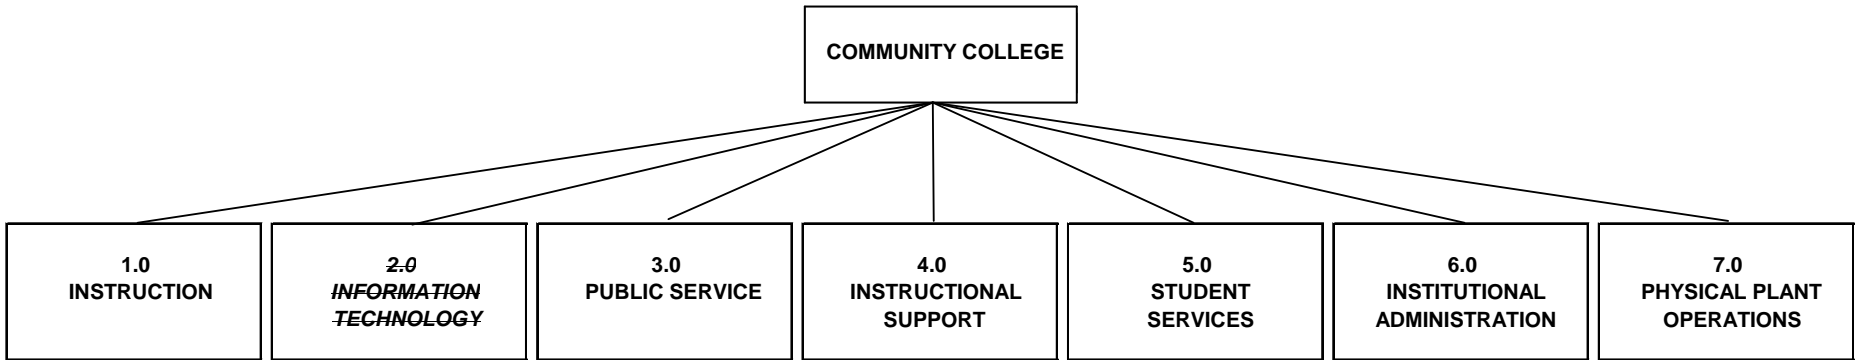 COMMUNITY COLLEGE
1.0
INSTRUCTION
2.0
INFORMATION
TECHNOLOGY
3.0
PUBLIC SERVICE
4.0
INSTRUCTIONAL
SUPPORT
5.0
STUDENT
SERVICES
6.0
INSTITUTIONAL
ADMINISTRATION
7.0
PHYSICAL PLANT
OPERATIONS